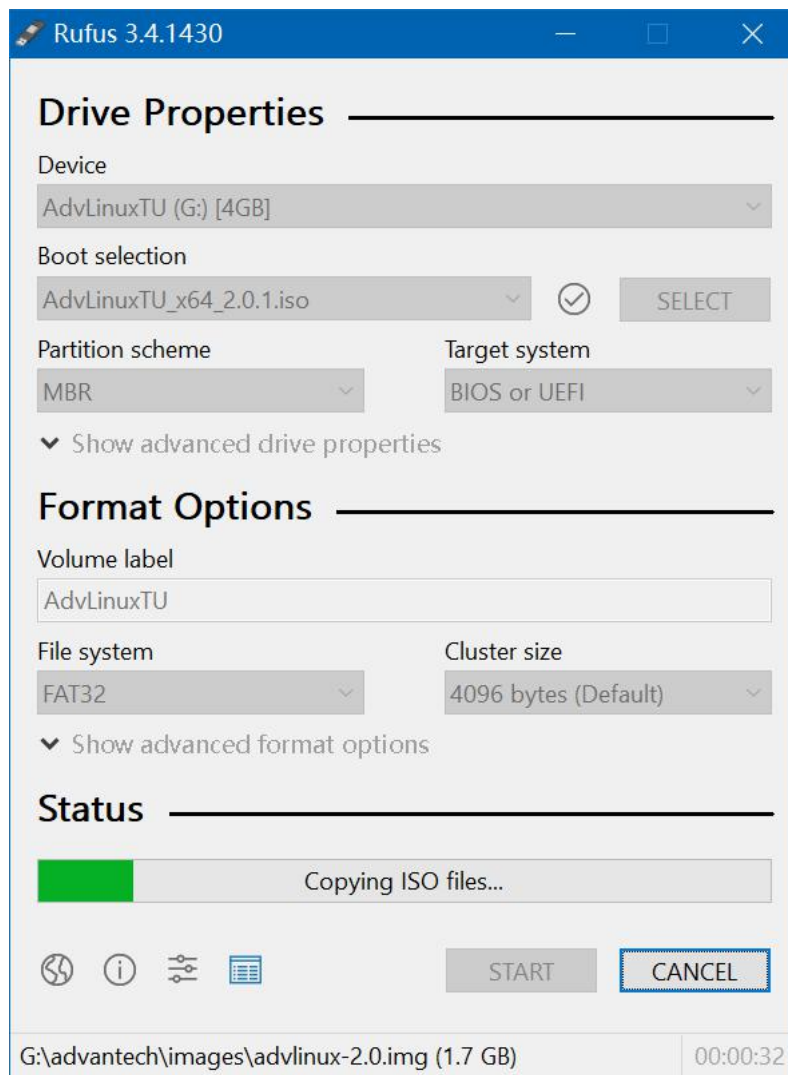 Rufus 3.4.1430
Drive Properties
Device
AdvLinuxTU (G:) [4GB]
Boot selection
AdvLinuxTU_x64_2.0.1.iso
SELECT
Partition scheme
Target system
MBR
BIOS or UEFI
Show advanced drive properties
Format Options
Volume label
AdvLinuxTU
File system
Cluster size
FAT32
4096 bytes (Default)
Show advanced format options
Status
Copying ISO files...
START
CANCEL
G:\advantech\images\advlinux-2.0.img (1.7 GB)
00:00:32